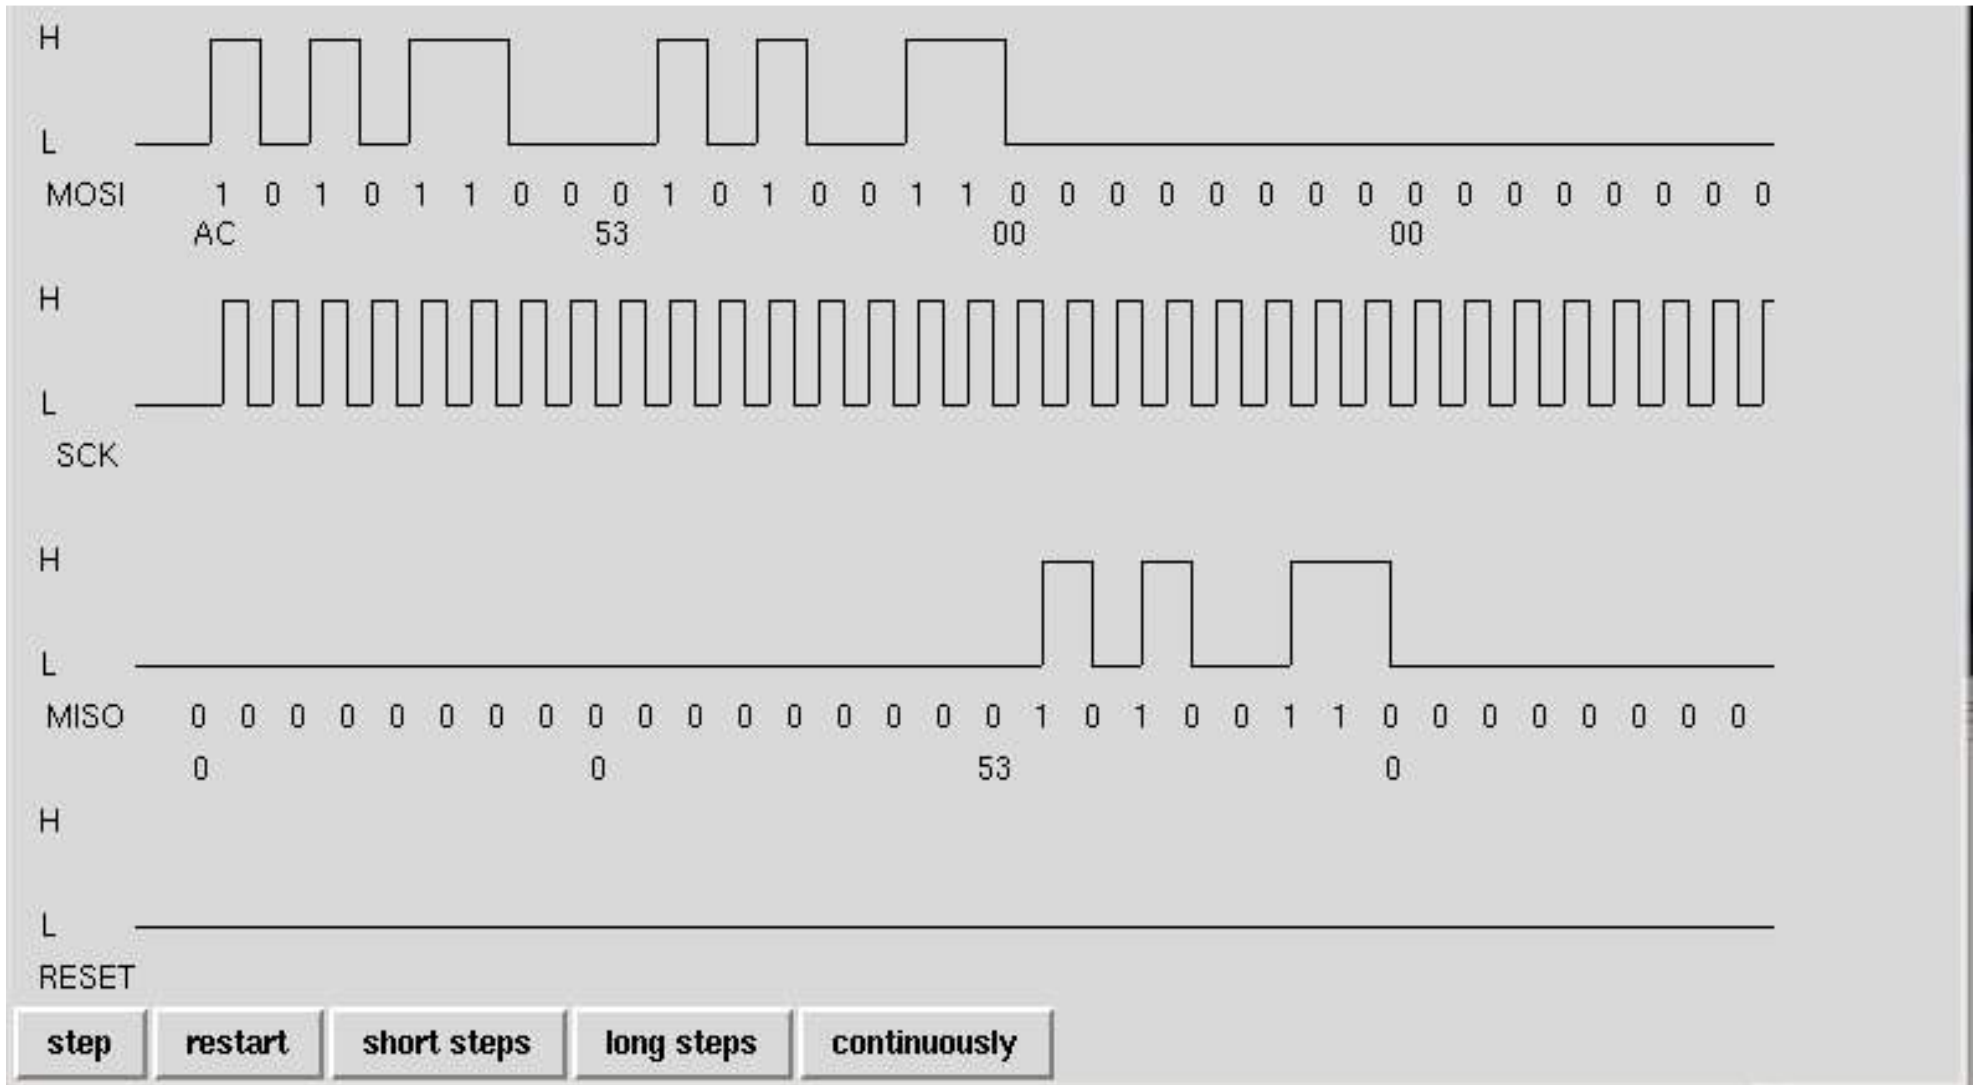 H
L
MOSI 1 0 1 0 1 1 0 0 0 1 0 1 0 0 1 1 0 0 0 0 0 0 0 0 0 0 0 0 0 0 0 0
AC 53 00 00
H
L
SCK
H
L
MISO 0 0 0 0 0 0 0 0 0 0 0 0 0 0 0 0 0 1 0 1 0 0 1 1 0 0 0 0 0 0 0 0
0 0 53 0
H
L
RESET
step restart short steps long steps continuously